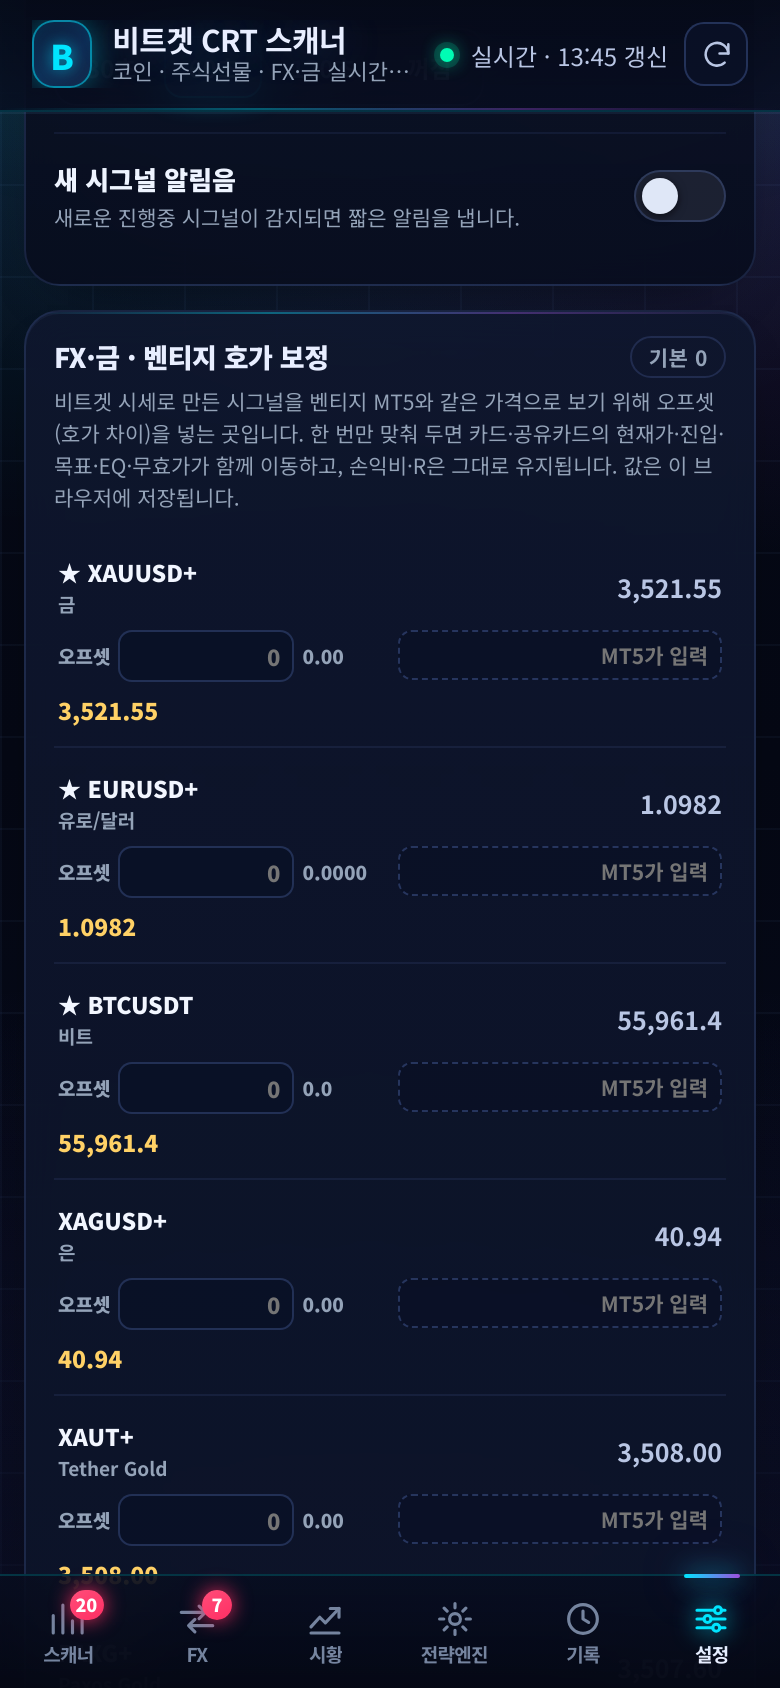 B
비트겟 CRT 스캐너
코인 · 주식선물 · FX·금 실시간…
실시간 · 13:45 갱신
새 시그널 알림음
새로운 진행중 시그널이 감지되면 짧은 알림을 냅니다.
FX·금 · 벤티지 호가 보정
기본 0
비트겟 시세로 만든 시그널을 벤티지 MT5와 같은 가격으로 보기 위해 오프셋
(호가 차이)을 넣는 곳입니다. 한 번만 맞춰 두면 카드·공유카드의 현재가·진입·
목표·EQ·무효가가 함께 이동하고, 손익비·R은 그대로 유지됩니다. 값은 이 브
라우저에 저장됩니다.
★ XAUUSD+
금
3,521.55
오프셋 0 0.00 MT5가 입력
3,521.55
★ EURUSD+
유로/달러
1.0982
오프셋 0 0.0000 MT5가 입력
1.0982
★ BTCUSDT
비트
55,961.4
오프셋 0 0.0 MT5가 입력
55,961.4
XAGUSD+
은
40.94
오프셋 0 0.00 MT5가 입력
40.94
XAUT+
Tether Gold
3,508.00
오프셋 0 0.00 MT5가 입력
3,508.00
20
7
스캐너
FX
시황
전략엔진
기록
설정